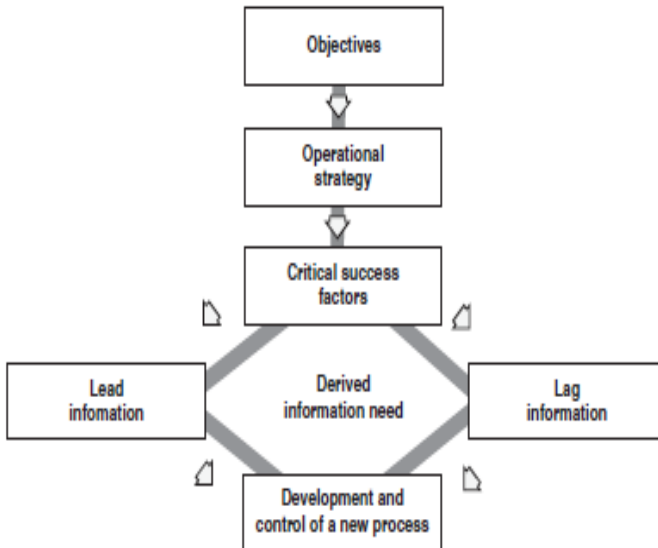 Objectives
Operational
strategy
Critical success
factors
Lead
infomation
Derived
information need
Lag
information
Development and
control of a new process